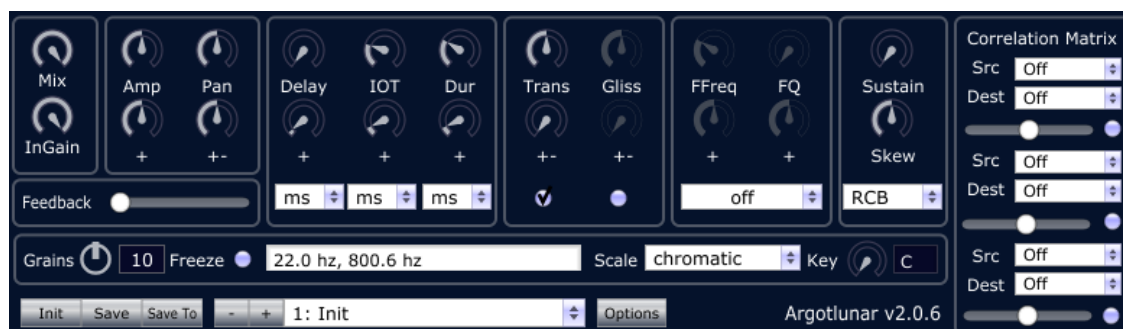 Mix
InGain
Amp Pan
+ +-
Delay IOT Dur
+ + +
ms ms ms
Trans Gliss
+- +-
FFreq FQ
+ +
off
Sustain
Skew
RCB
Feedback
Grains 10 Freeze 22.0 hz, 800.6 hz Scale chromatic Key C
Init Save Save To - + 1: Init Options Argotlunar v2.0.6
Correlation Matrix
Src Off
Dest Off
Src Off
Dest Off
Src Off
Dest Off